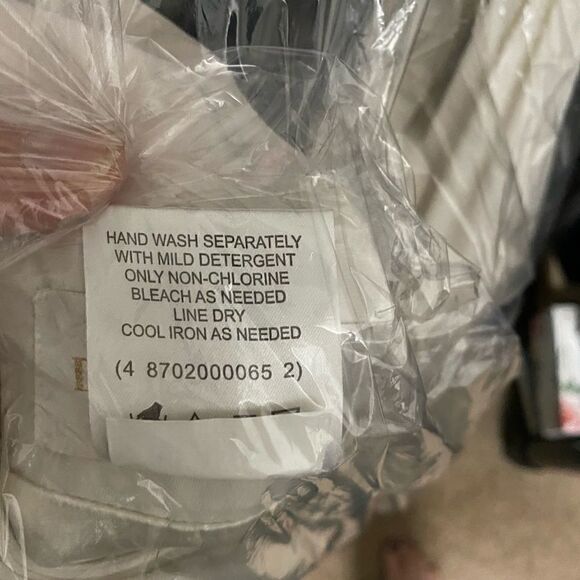 HAND WASH SEPARATELY
WITH MILD DETERGENT
ONLY NON-CHLORINE
BLEACH AS NEEDED
LINE DRY
COOL IRON AS NEEDED
(4 8702000065 2)